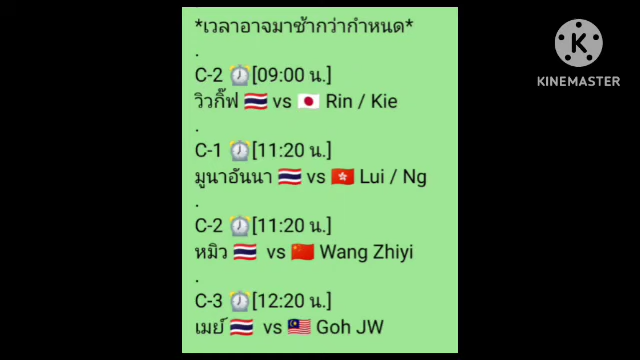 *เวลาอาจมาช้ากว่ากำหนด*
.
C-2 ⏰[09:00 น.]
วิวกิ๊ฟ 🇹🇭 vs 🇯🇵 Rin / Kie
.
C-1 ⏰[11:20 น.]
มูนาอันนา 🇹🇭 vs 🇭🇰 Lui / Ng
.
C-2 ⏰[11:20 น.]
หมิว 🇹🇭 vs 🇨🇳 Wang Zhiyi
.
C-3 ⏰[12:20 น.]
เมย์ 🇹🇭 vs 🇲🇾 Goh JW
K
KINEMASTER